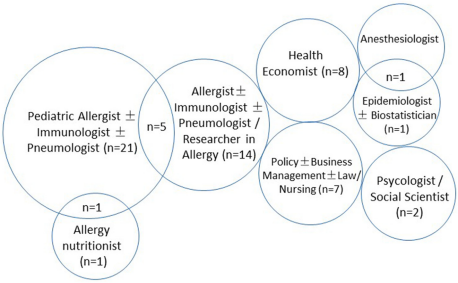 Pediatric Allergist ±
Immunologist ±
Pneumologist (n=21)
n=5
Allergist±
Immunologist ±
Pneumologist /
Researcher in
Allergy (n=14)
Health
Economist (n=8)
Anesthesiologist
n=1
Epidemiologist
± Biostatistician
(n=1)
Policy±Business
Management±Law/
Nursing (n=7)
Psycologist /
Social Scientist
(n=2)
n=1
Allergy
nutritionist
(n=1)